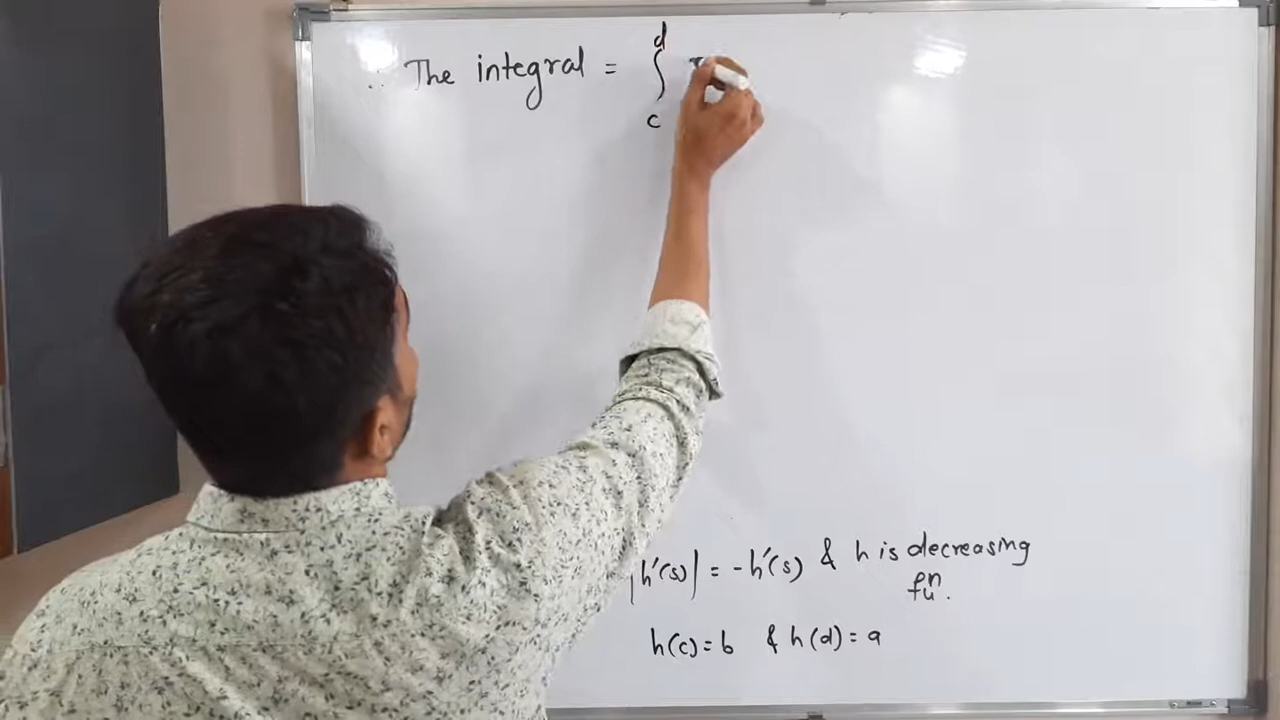 ∴ The integral = ∫_c^d
|h'(s)| = -h'(s) & h is decreasing
fn.
h(c)=b & h(d)=a